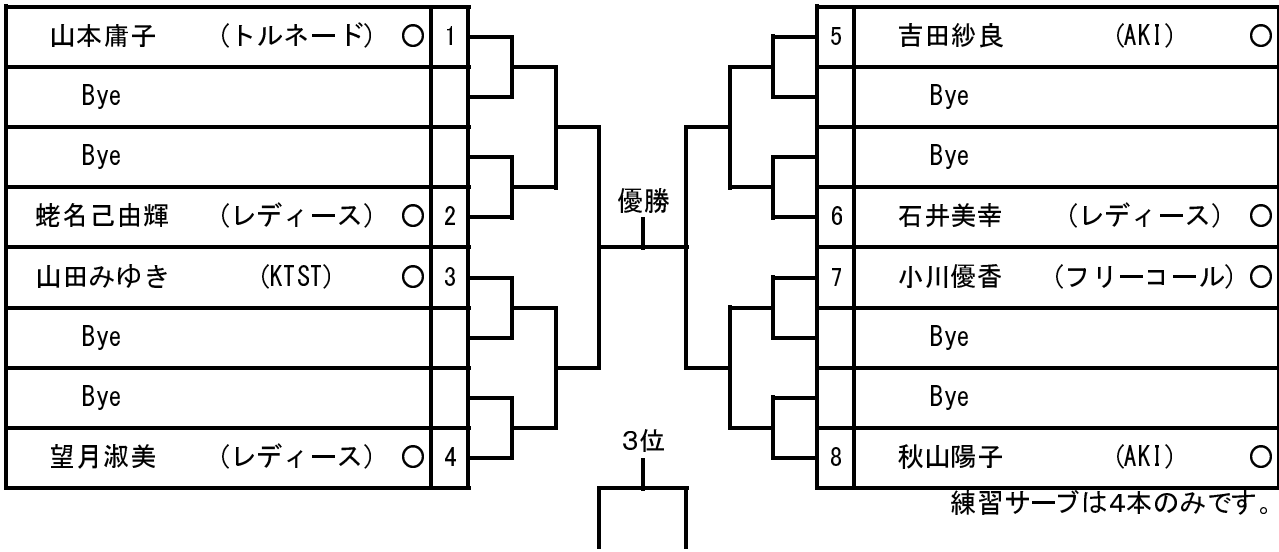 山本庸子 (トルネード) ○ 1
Bye
Bye
蛯名己由輝 (レディース) ○ 2
山田みゆき (KTST) ○ 3
Bye
Bye
望月淑美 (レディース) ○ 4
優勝
3位
5 吉田紗良 (AKI) ○
Bye
Bye
6 石井美幸 (レディース) ○
7 小川優香 (フリーコール) ○
Bye
Bye
8 秋山陽子 (AKI) ○
練習サーブは4本のみです。